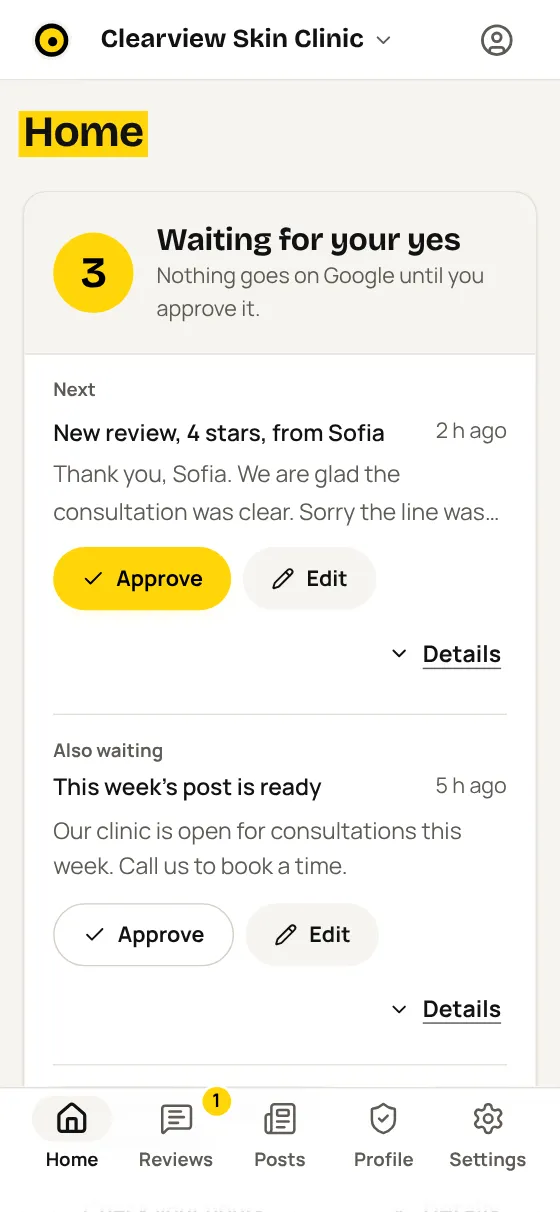 Clearview Skin Clinic
Home
3
Waiting for your yes
Nothing goes on Google until you
approve it.
Next
New review, 4 stars, from Sofia
2 h ago
Thank you, Sofia. We are glad the
consultation was clear. Sorry the line was...
Approve
Edit
Details
Also waiting
This week's post is ready
5 h ago
Our clinic is open for consultations this
week. Call us to book a time.
Approve
Edit
Details
1
Home
Reviews
Posts
Profile
Settings